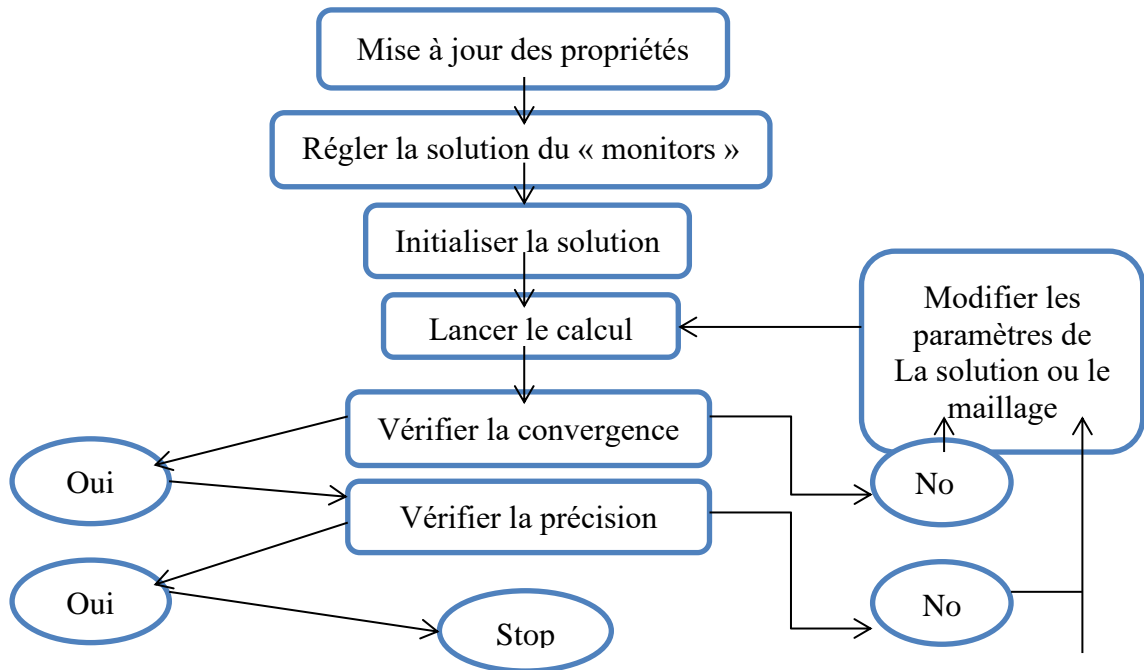 Mise à jour des propriétés
Régler la solution du « monitors »
Initialiser la solution
Lancer le calcul
Modifier les
paramètres de
La solution ou le
maillage
Vérifier la convergence
Oui
No
Vérifier la précision
Oui
No
Stop